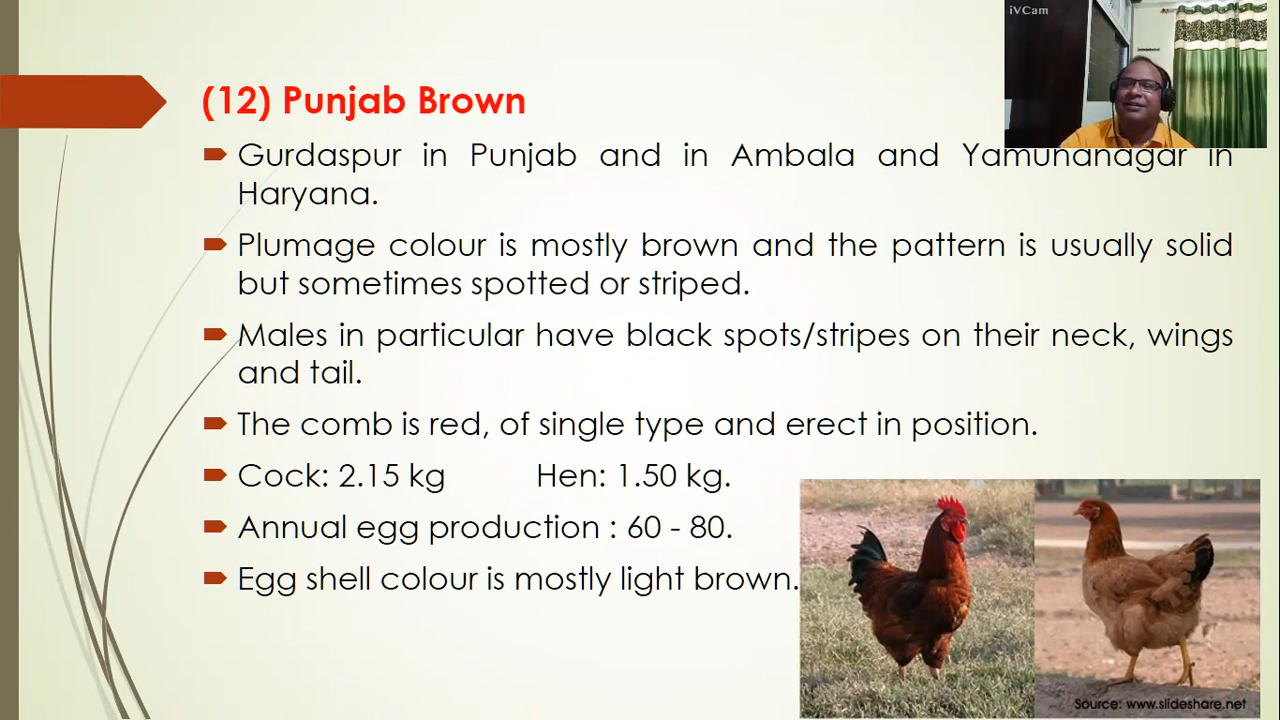 iVCam
(12) Punjab Brown
Gurdaspur in Punjab and in Ambala and Yamunanagar in
Haryana.
Plumage colour is mostly brown and the pattern is usually solid
but sometimes spotted or striped.
Males in particular have black spots/stripes on their neck, wings
and tail.
The comb is red, of single type and erect in position.
Cock: 2.15 kg Hen: 1.50 kg.
Annual egg production : 60 - 80.
Egg shell colour is mostly light brown.
Source: www.slideshare.net